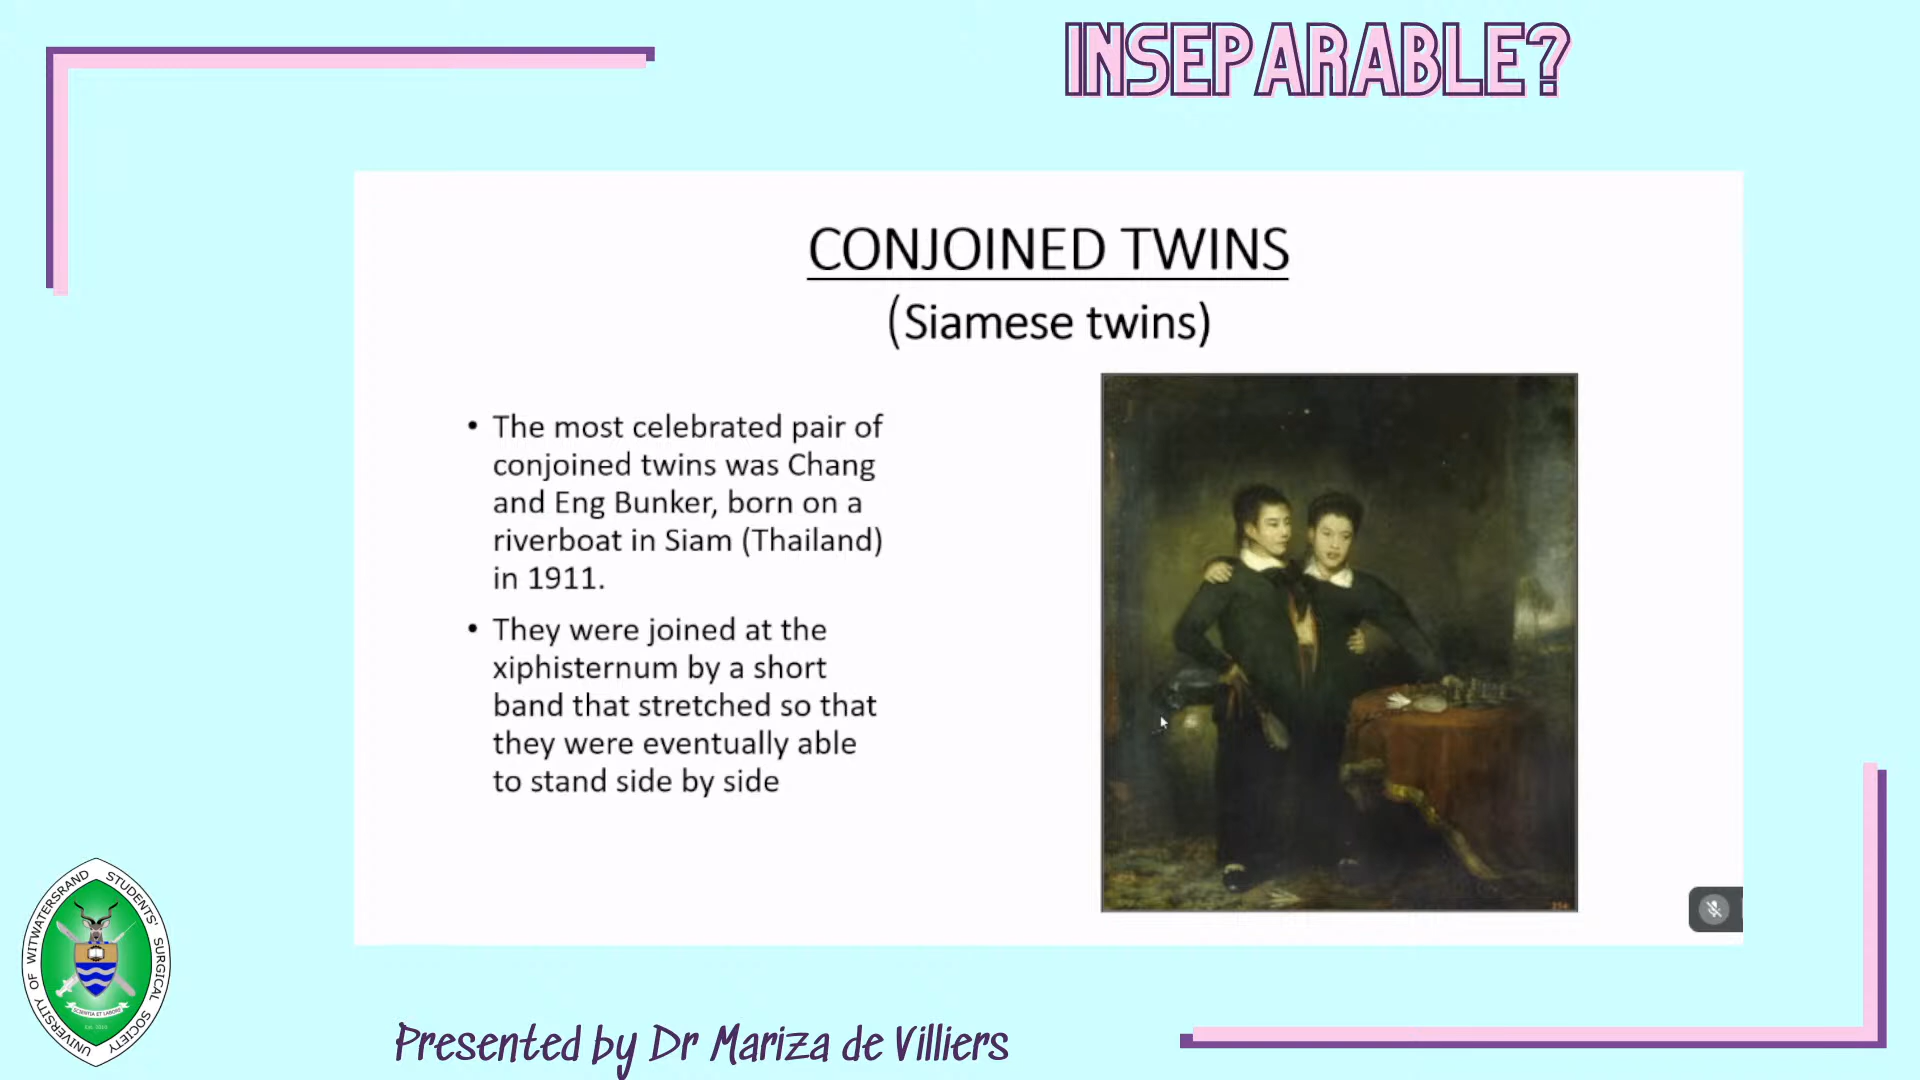 INSEPARABLE?
CONJOINED TWINS
(Siamese twins)
• The most celebrated pair of
conjoined twins was Chang
and Eng Bunker, born on a
riverboat in Siam (Thailand)
in 1911.
• They were joined at the
xiphisternum by a short
band that stretched so that
they were eventually able
to stand side by side
UNIVERSITY OF WITWATERSRAND STUDENTS' SURGICAL SOCIETY
SCIENTIA ET LABORE
Presented by Dr Mariza de Villiers